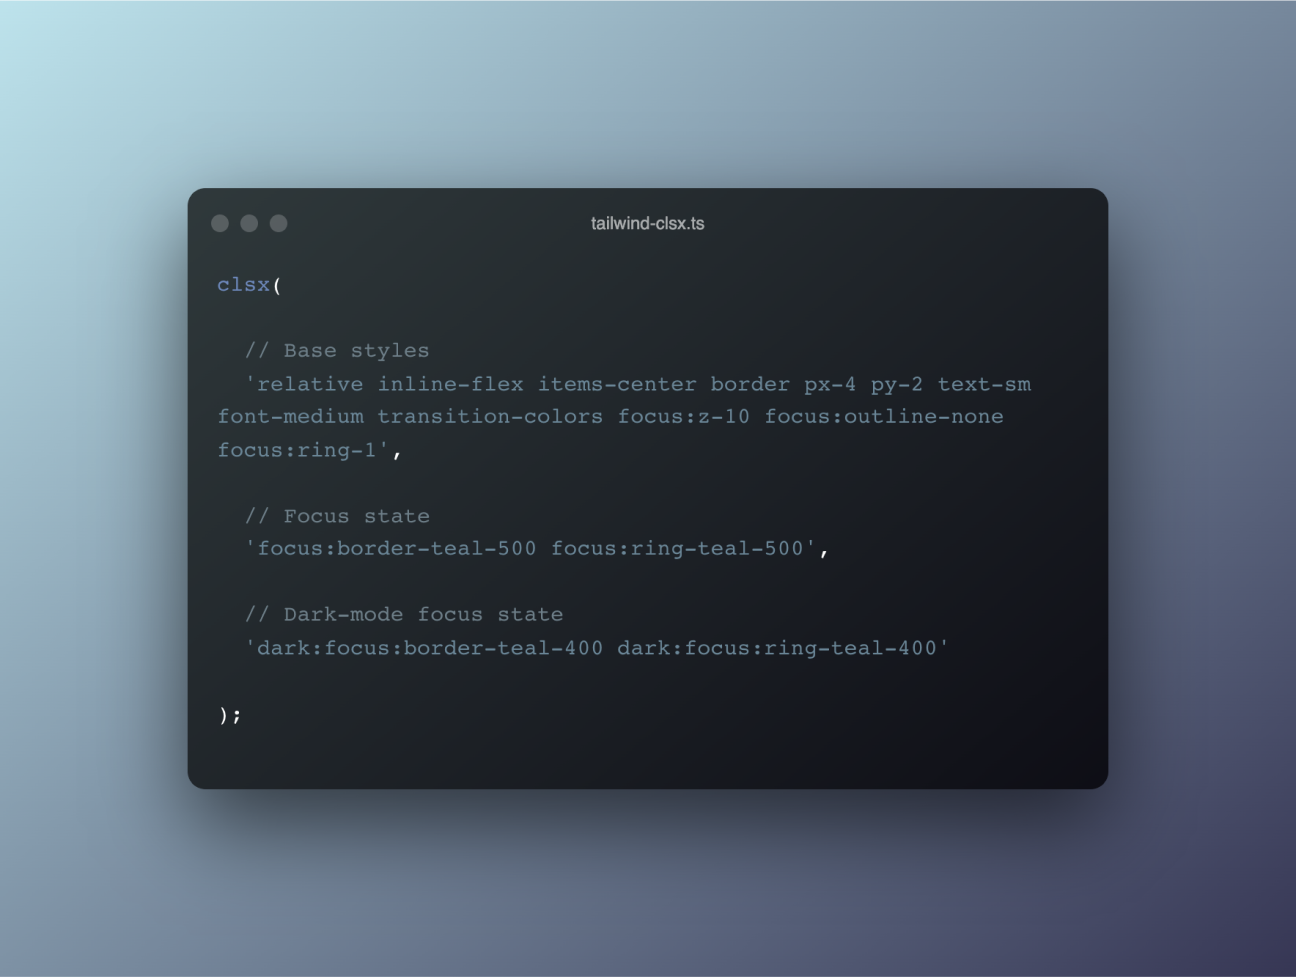 tailwind-clsx.ts
clsx(
// Base styles
'relative inline-flex items-center border px-4 py-2 text-sm
font-medium transition-colors focus:z-10 focus:outline-none
focus:ring-1',
// Focus state
'focus:border-teal-500 focus:ring-teal-500',
// Dark-mode focus state
'dark:focus:border-teal-400 dark:focus:ring-teal-400'
);